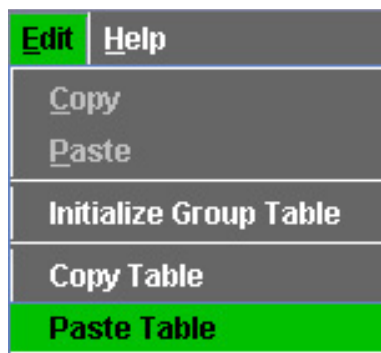 Edit Help
Copy
Paste
Initialize Group Table
Copy Table
Paste Table